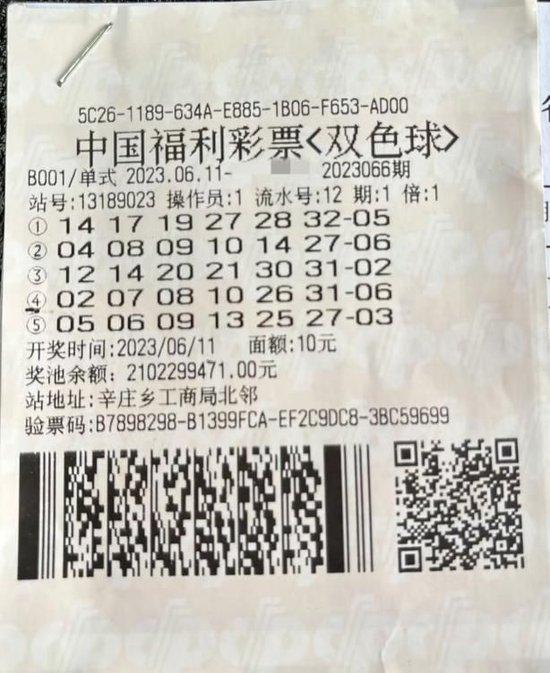 5C26-1189-634A-E885-1B06-F653-AD00
中国福利彩票<双色球>
B001/单式 2023.06.11- 2023066期
站号:13189023 操作员:1 流水号:12 期:1 倍:1
① 14 17 19 27 28 32-05
② 04 08 09 10 14 27-06
③ 12 14 20 21 30 31-02
④ 02 07 08 10 26 31-06
⑤ 05 06 09 13 25 27-03
开奖时间:2023/06/11 面额:10元
奖池余额: 2102299471.00元
站地址:辛庄乡工商局北邻
验票码:B7898298-B1399FCA-EF2C9DC8-3BC59699